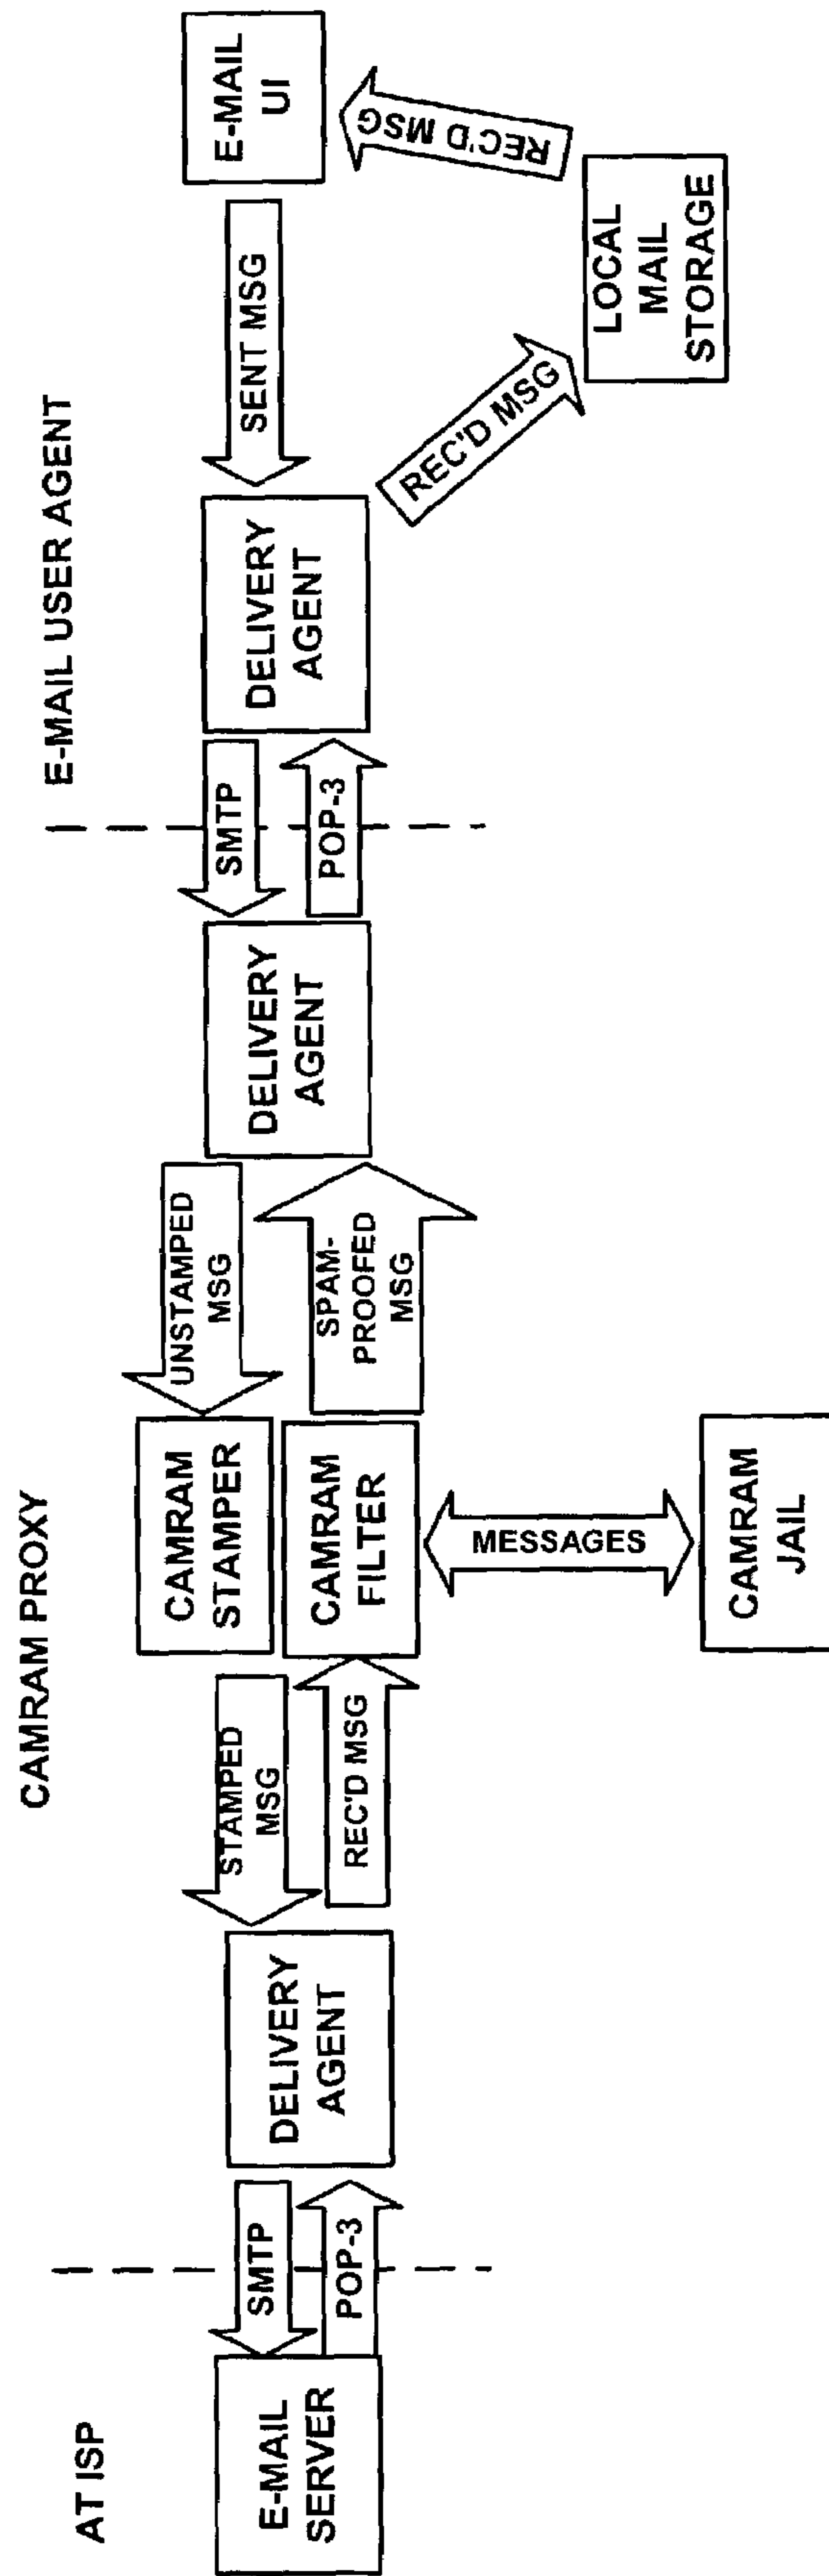 AT ISP
CAMRAM PROXY
E-MAIL USER AGENT
E-MAIL
SERVER
SMTP
POP-3
DELIVERY
AGENT
STAMPED
MSG
REC'D MSG
CAMRAM
STAMPER
CAMRAM
FILTER
MESSAGES
CAMRAM
JAIL
UNSTAMPED
MSG
SPAM-
PROOFED
MSG
DELIVERY
AGENT
SMTP
POP-3
DELIVERY
AGENT
SENT MSG
REC'D MSG
E-MAIL
UI
REC'D MSG
LOCAL
MAIL
STORAGE